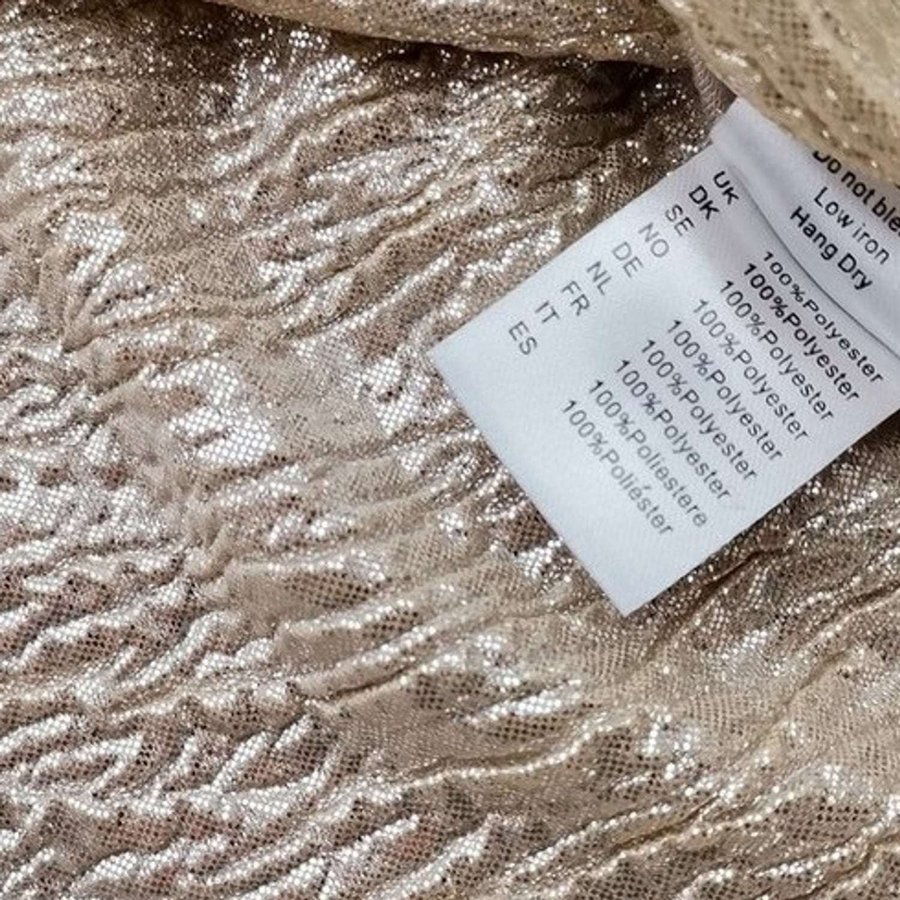 Do not
Low iron
Hang Dry
UK 100%Polyester
DK 100%Polyester
SE 100%Polyester
NO 100%Polyester
DE 100%Polyester
NL 100%Polyester
FR 100%Polyester
IT 100%Poliestere
ES 100%Poliéster